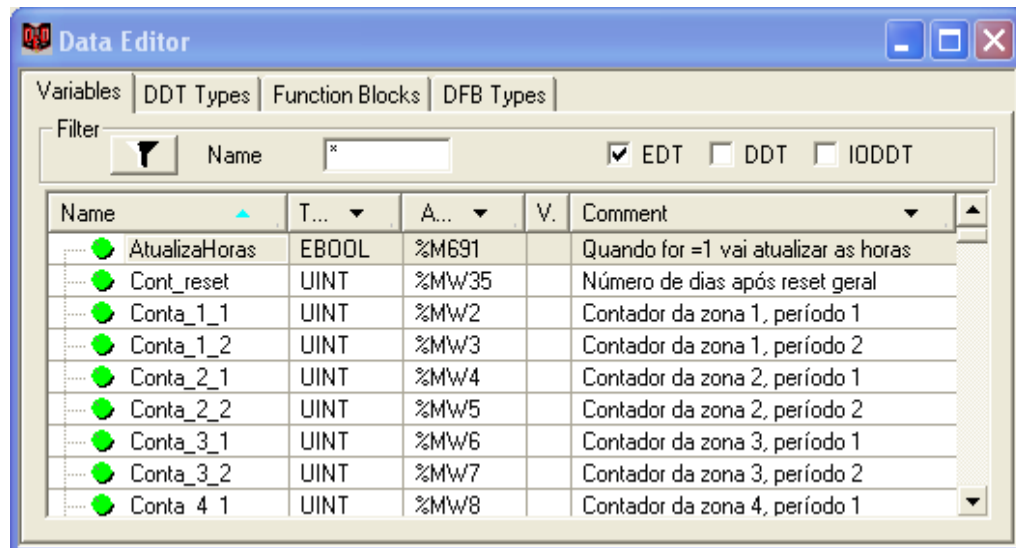 Data Editor
Variables DDT Types Function Blocks DFB Types
Filter
Name * EDT DDT IODDT
Name T... A... V. Comment
AtualizaHoras EBOOL %M691 Quando for =1 vai atualizar as horas
Cont_reset UINT %MW35 Número de dias após reset geral
Conta_1_1 UINT %MW2 Contador da zona 1, período 1
Conta_1_2 UINT %MW3 Contador da zona 1, período 2
Conta_2_1 UINT %MW4 Contador da zona 2, período 1
Conta_2_2 UINT %MW5 Contador da zona 2, período 2
Conta_3_1 UINT %MW6 Contador da zona 3, período 1
Conta_3_2 UINT %MW7 Contador da zona 3, período 2
Conta_4_1 UINT %MW8 Contador da zona 4, período 1